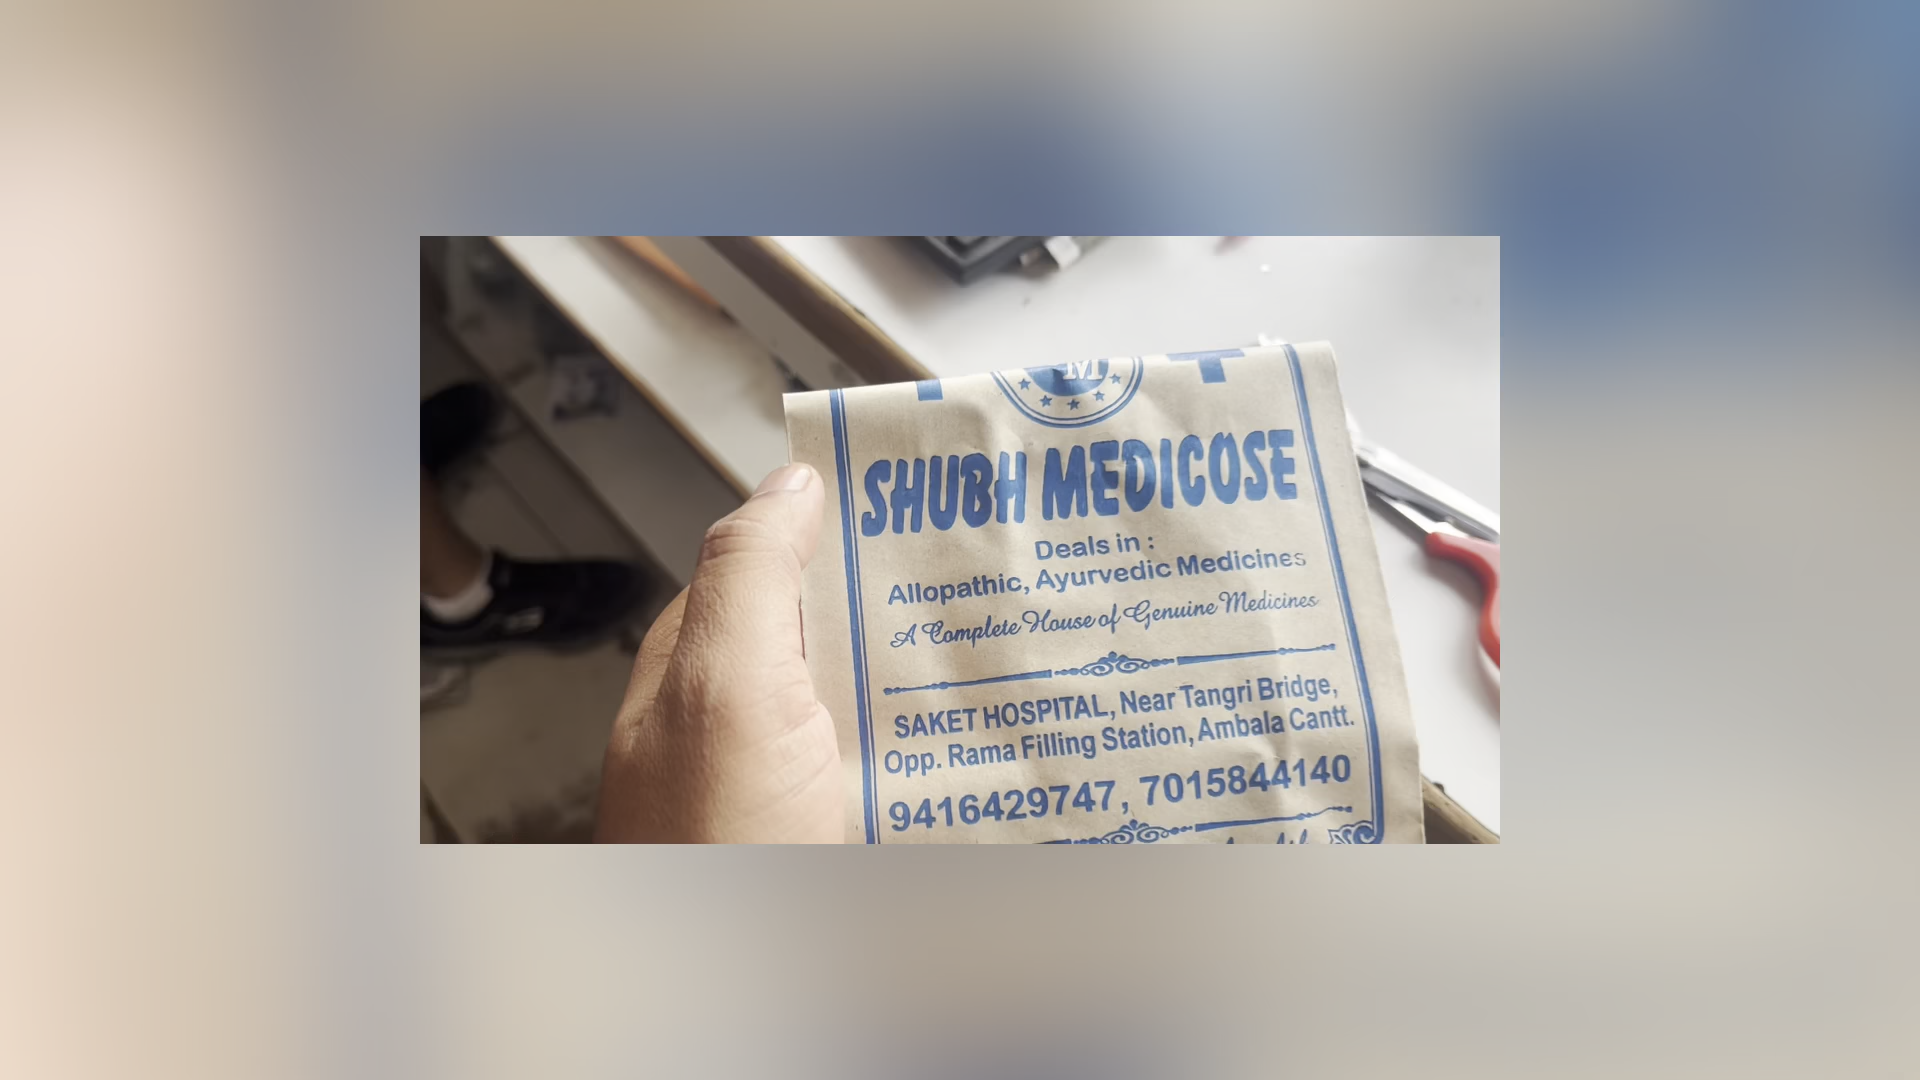 M
SHUBH MEDICOSE
Deals in :
Allopathic, Ayurvedic Medicines
A Complete House of Genuine Medicines
SAKET HOSPITAL, Near Tangri Bridge,
Opp. Rama Filling Station, Ambala Cantt.
9416429747, 7015844140